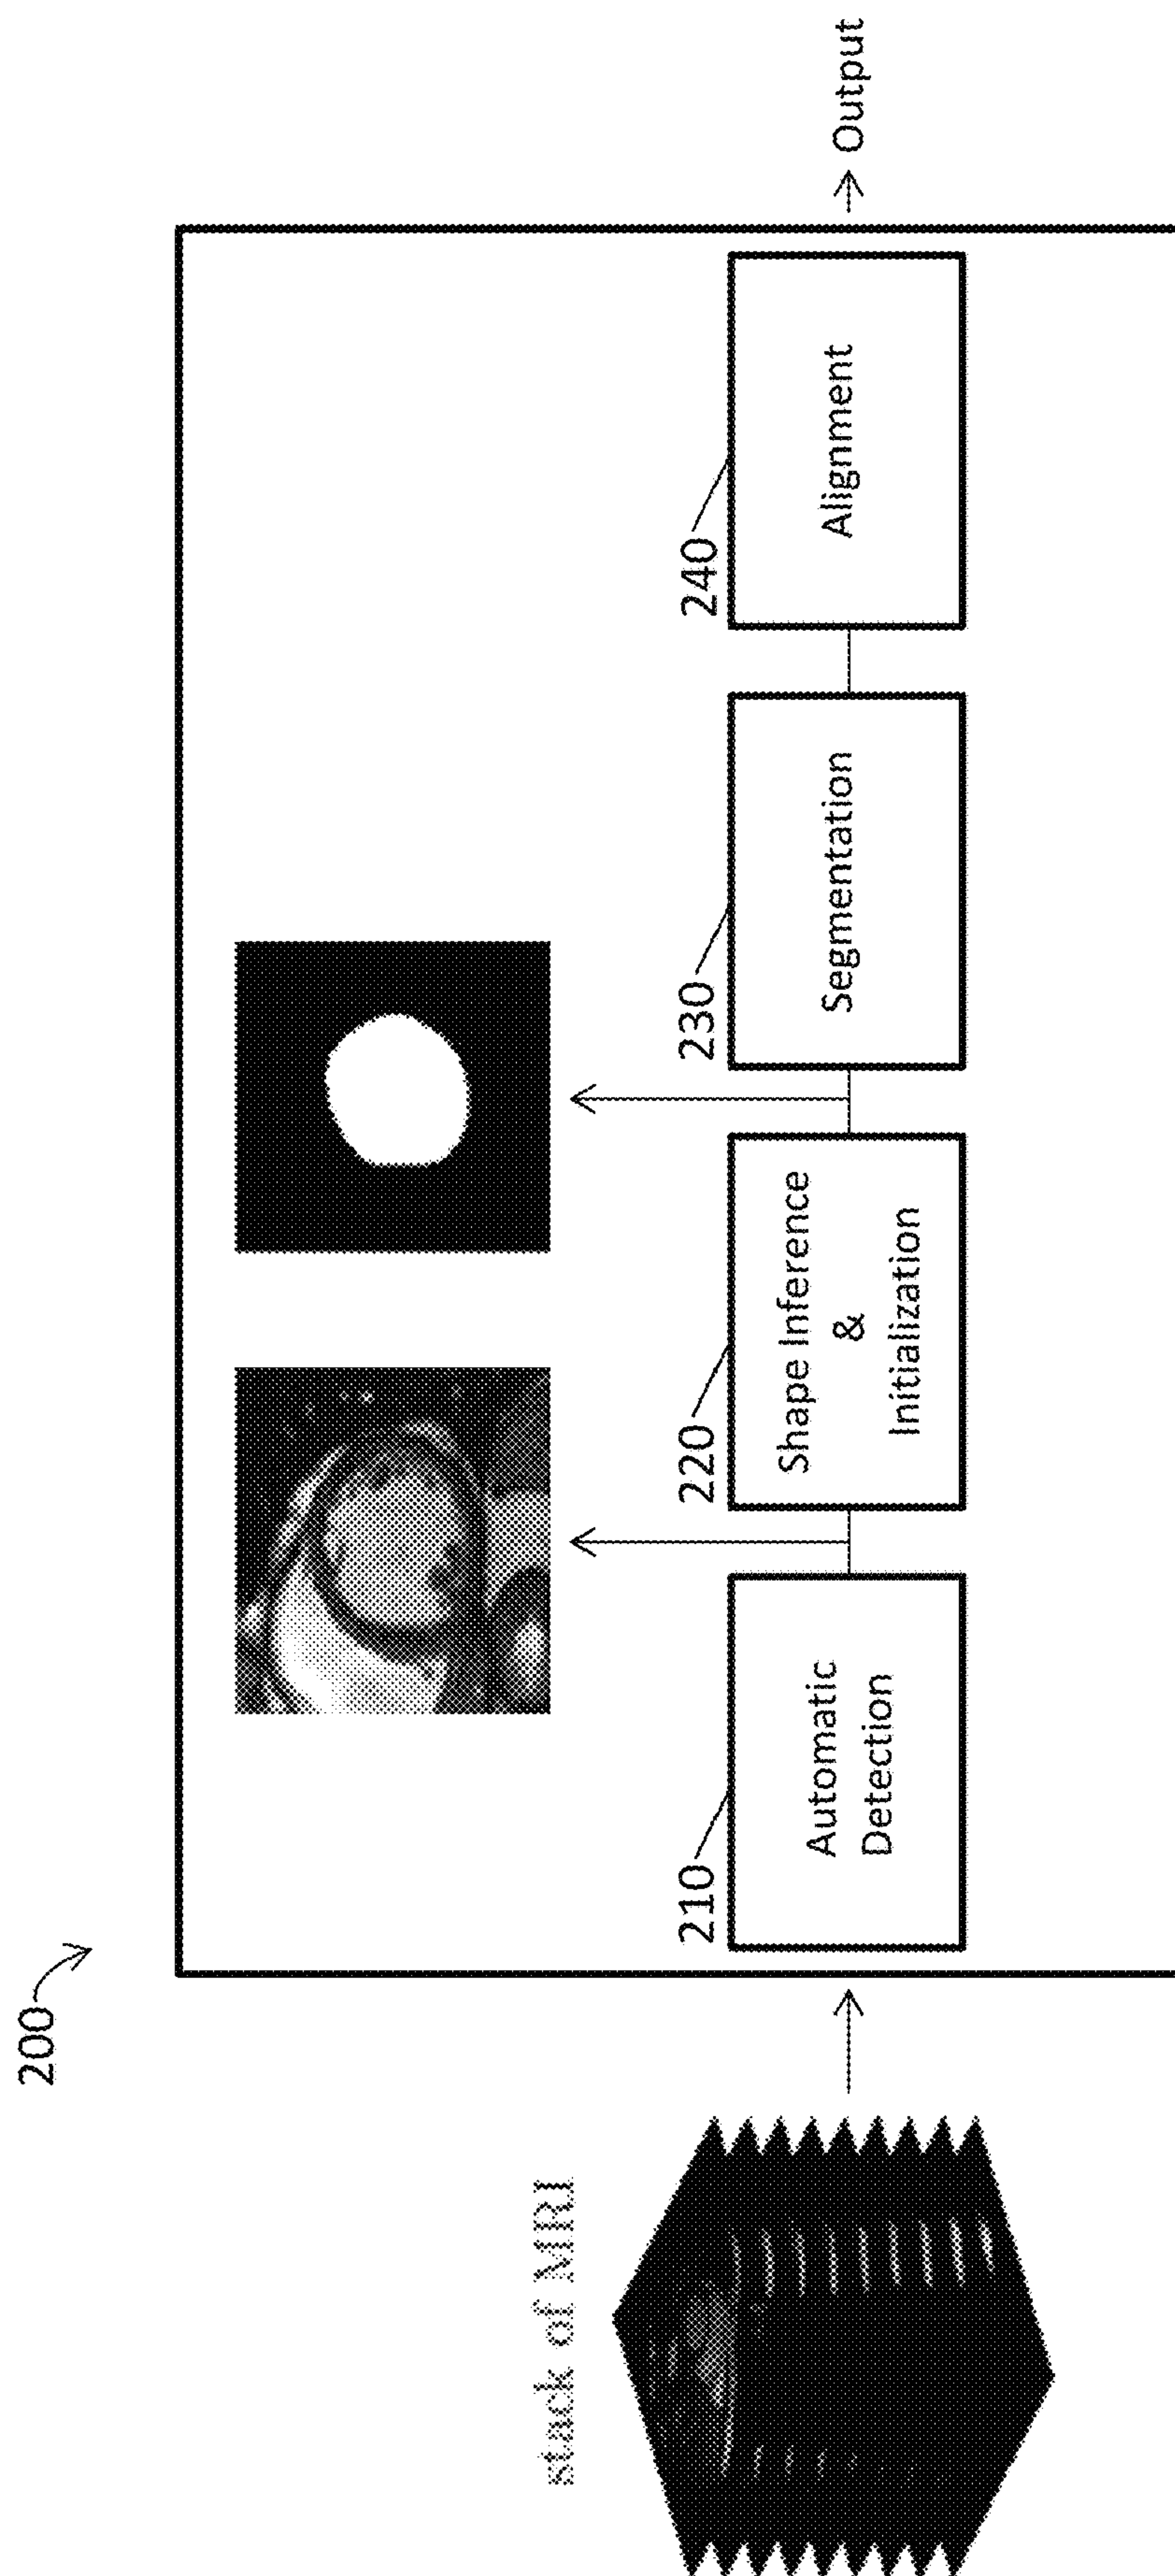 200
stack of MRI
210
Automatic
Detection
220
Shape Inference
&
Initialization
230
Segmentation
240
Alignment
Output